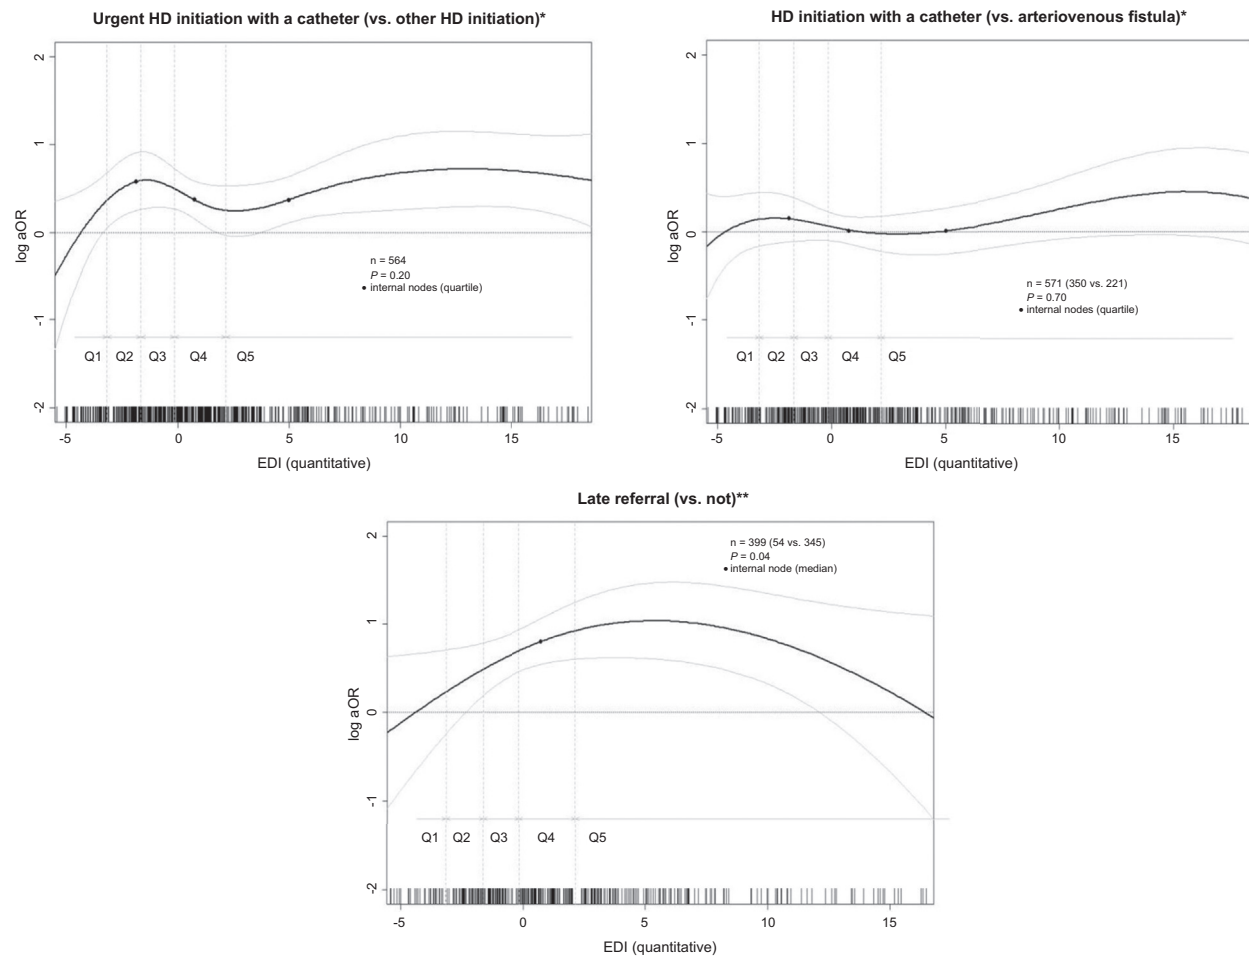 Urgent HD initiation with a catheter (vs. other HD initiation)*
2
1
0
-1
-2
log aOR
n = 564
P = 0.20
• internal nodes (quartile)
Q1 Q2 Q3 Q4 Q5
-5 0 5 10 15
EDI (quantitative)
HD initiation with a catheter (vs. arteriovenous fistula)*
2
1
0
-1
-2
log aOR
n = 571 (350 vs. 221)
P = 0.70
• internal nodes (quartile)
Q1 Q2 Q3 Q4 Q5
-5 0 5 10 15
EDI (quantitative)
Late referral (vs. not)**
2
1
0
-1
-2
log aOR
n = 399 (54 vs. 345)
P = 0.04
• internal node (median)
Q1 Q2 Q3 Q4 Q5
-5 0 5 10 15
EDI (quantitative)